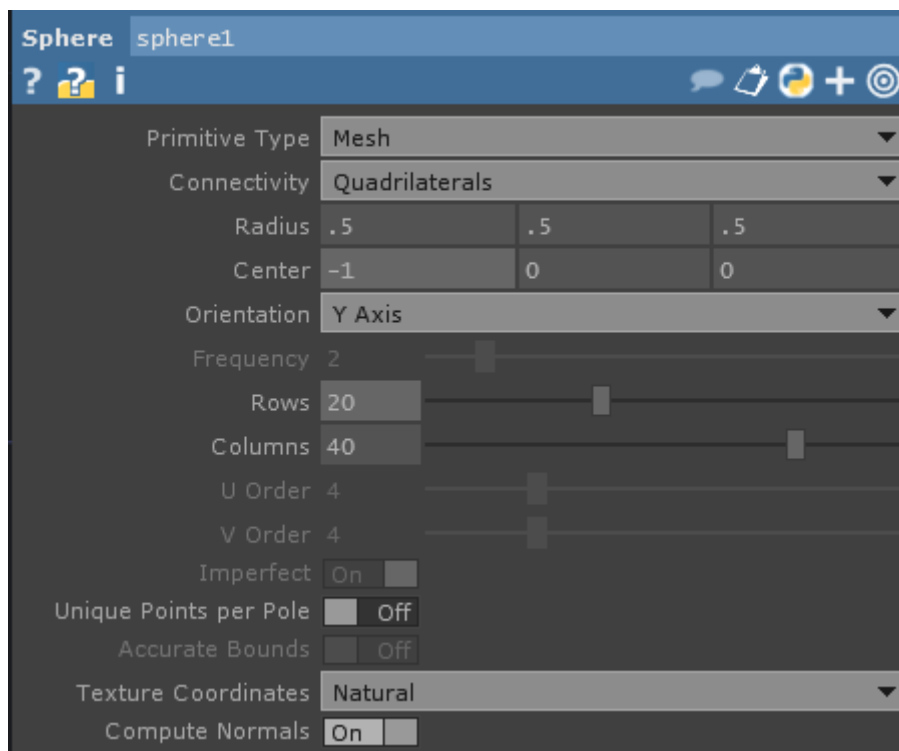 Sphere sphere1
? ? i
Primitive Type Mesh
Connectivity Quadrilaterals
Radius .5 .5 .5
Center -1 0 0
Orientation Y Axis
Frequency 2
Rows 20
Columns 40
U Order 4
V Order 4
Imperfect On
Unique Points per Pole Off
Accurate Bounds Off
Texture Coordinates Natural
Compute Normals On